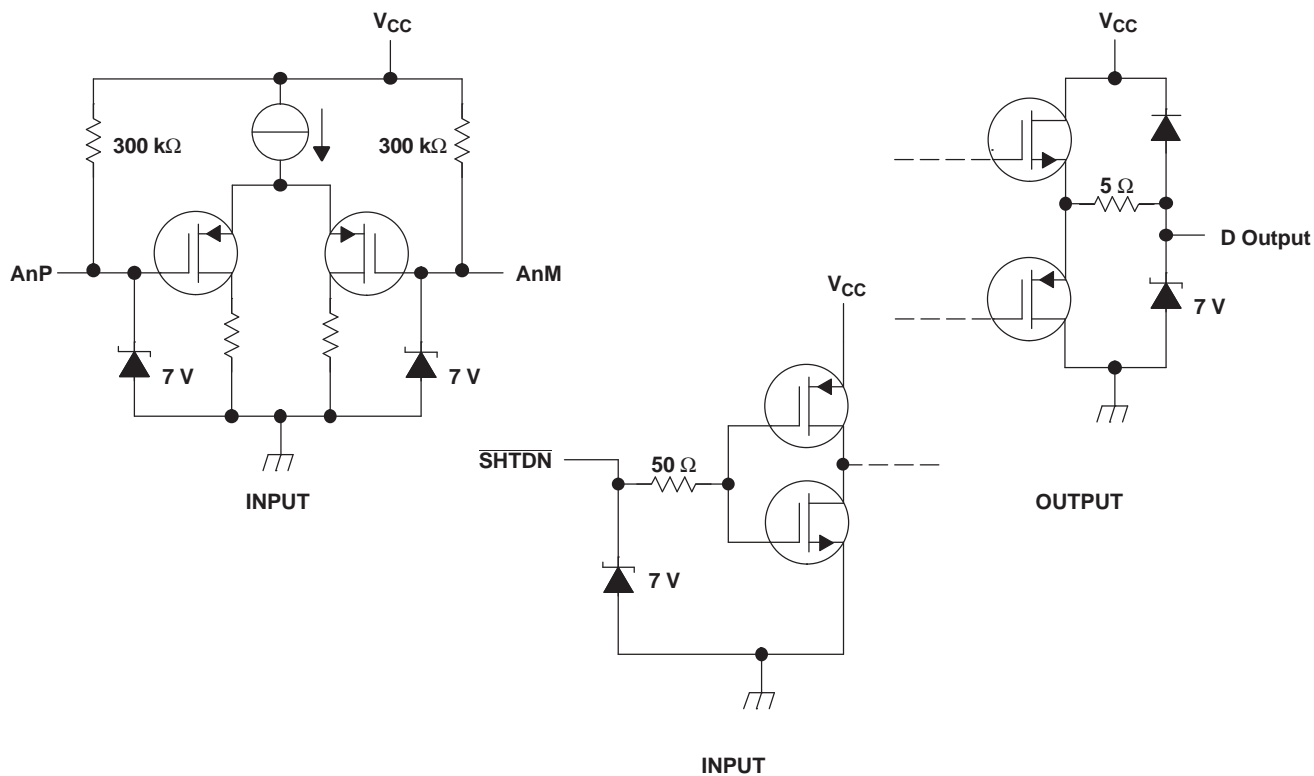 VCC
300 kΩ
300 kΩ
AnP
AnM
7 V
7 V
INPUT
VCC
SHTDN
50 Ω
7 V
INPUT
VCC
5 Ω
D Output
7 V
OUTPUT